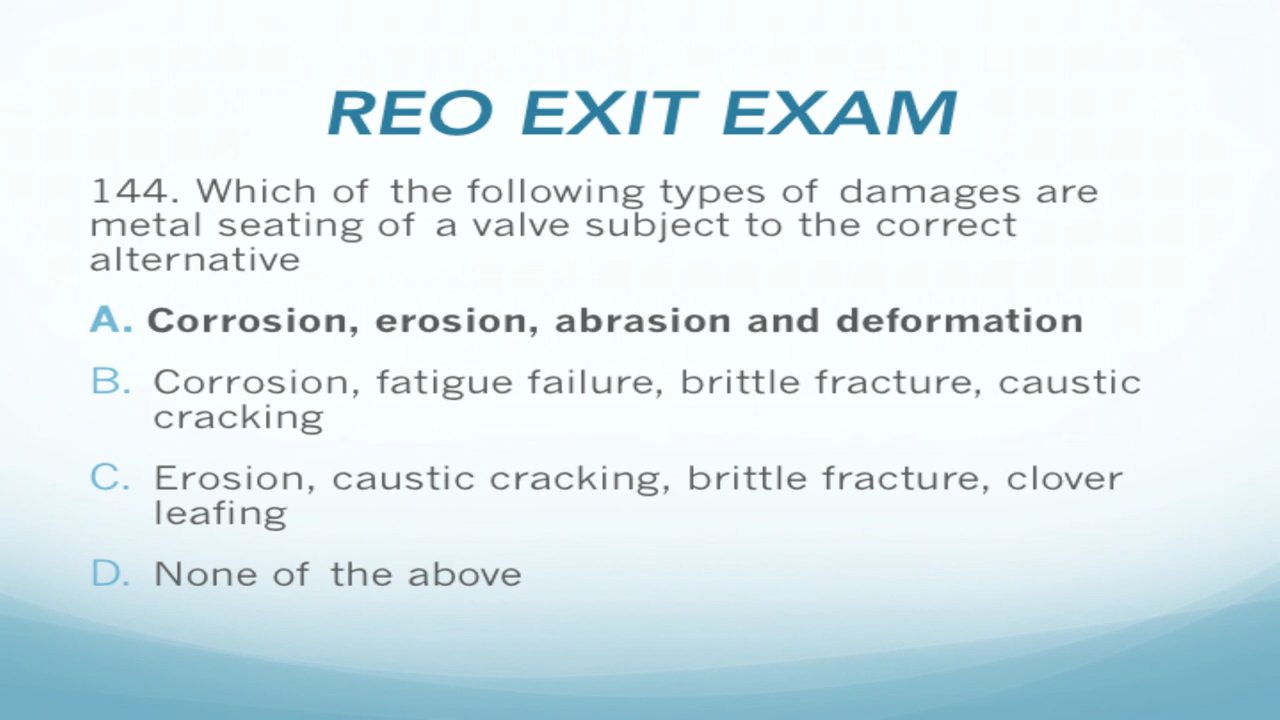 REO EXIT EXAM
144. Which of the following types of damages are
metal seating of a valve subject to the correct
alternative
A. Corrosion, erosion, abrasion and deformation
B. Corrosion, fatigue failure, brittle fracture, caustic
cracking
C. Erosion, caustic cracking, brittle fracture, clover
leafing
D. None of the above